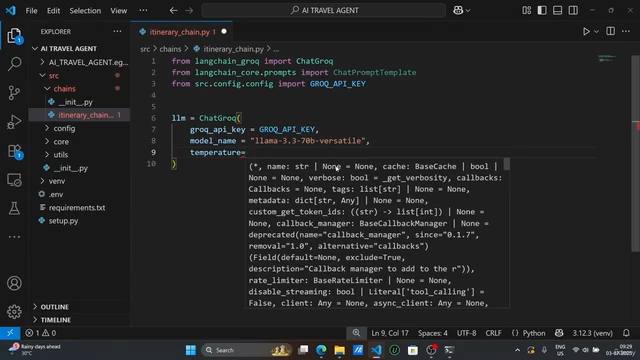 AI TRAVEL AGENT
EXPLORER
AI TRAVEL AGENT
AI_TRAVEL_AGENT.eg...
src
chains
__init__.py
itinerary_chain....
1
config
core
utils
__init__.py
venv
.env
requirements.txt
setup.py
OUTLINE
TIMELINE
itinerary_chain.py 1
src > chains > itinerary_chain.py > ...
1 from langchain_groq import ChatGroq
2 from langchain_core.prompts import ChatPromptTemplate
3 from src.config.config import GROQ_API_KEY
4
5
6 llm = ChatGroq(
7 groq_api_key = GROQ_API_KEY,
8 model_name = "llama-3.3-70b-versatile",
9 temperature=
10 )
(*, name: str | None = None, cache: BaseCache | bool |
None = None, verbose: bool = _get_verbosity, callbacks:
Callbacks = None, tags: list[str] | None = None,
metadata: dict[str, Any] | None = None,
custom_get_token_ids: ((str) -> list[int]) | None =
None, callback_manager: BaseCallbackManager | None =
deprecated(name="callback_manager", since="0.1.7",
removal="1.0", alternative="callbacks")
(Field(default=None, exclude=True,
description="Callback manager to add to the r")),
rate_limiter: BaseRateLimiter | None = None,
disable_streaming: bool | Literal['tool_calling'] =
False, client: Any = None, async_client: Any = None,
1 0
Ln 9, Col 17
Spaces: 4
UTF-8
CRLF
Python
3.12.3 (venv)
Rainy days ahead
30°C
Search
ENG
IN
09:29